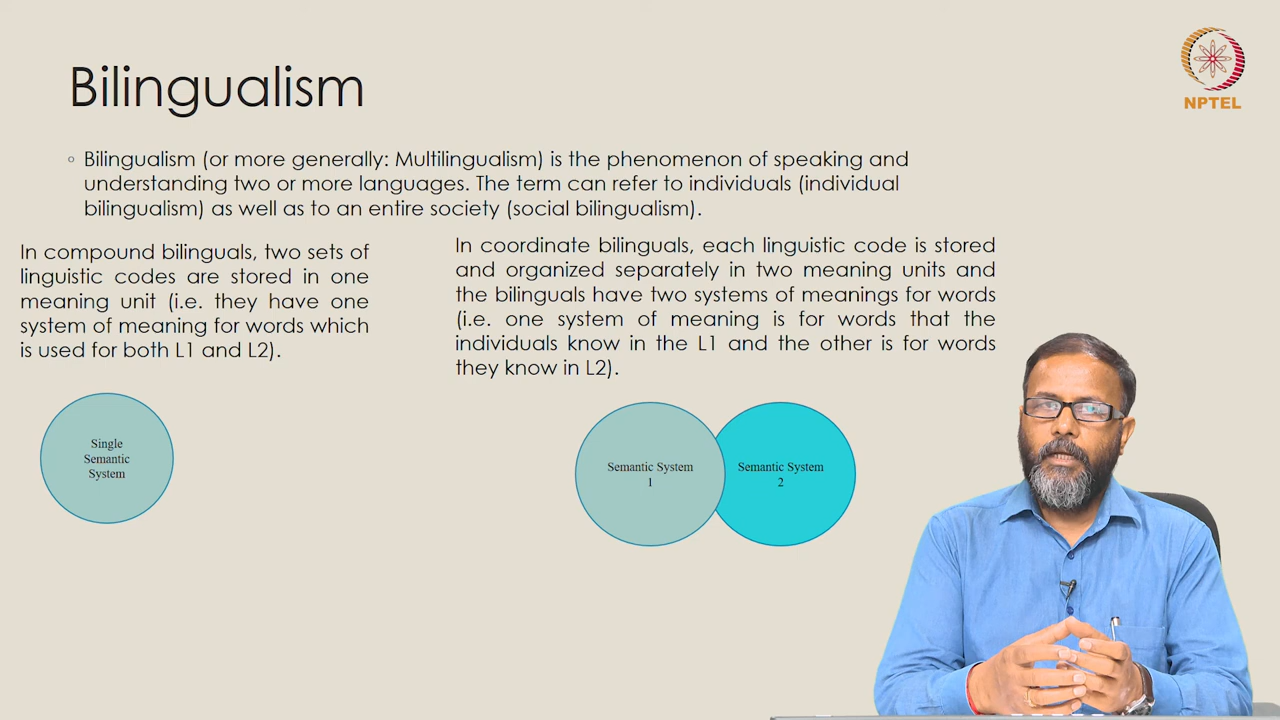 Bilingualism
NPTEL
◦ Bilingualism (or more generally: Multilingualism) is the phenomenon of speaking and
understanding two or more languages. The term can refer to individuals (individual
bilingualism) as well as to an entire society (social bilingualism).
In compound bilinguals, two sets of
linguistic codes are stored in one
meaning unit (i.e. they have one
system of meaning for words which
is used for both L1 and L2).
In coordinate bilinguals, each linguistic code is stored
and organized separately in two meaning units and
the bilinguals have two systems of meanings for words
(i.e. one system of meaning is for words that the
individuals know in the L1 and the other is for words
they know in L2).
Single
Semantic
System
Semantic System
1
Semantic System
2